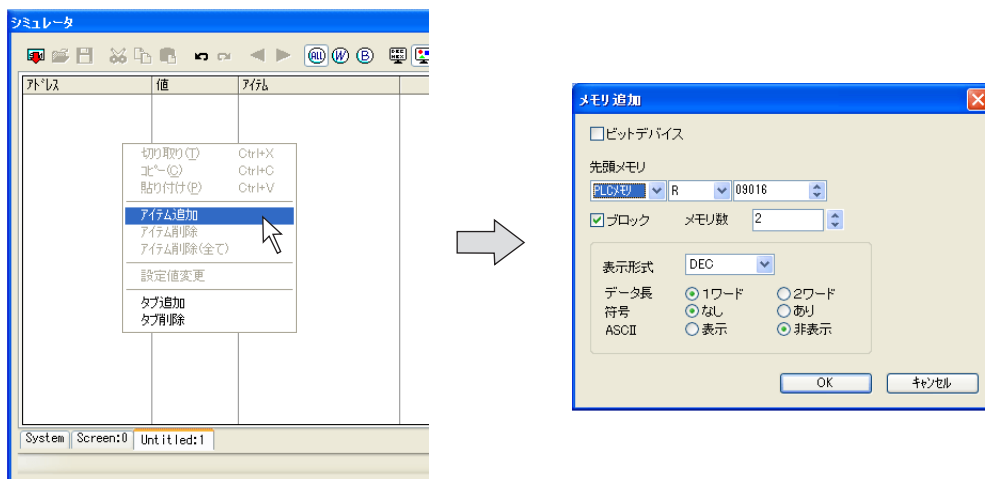 シミュレータ
ALL W B DEC HEX
ｱﾄﾞﾚｽ 値 ｱｲﾃﾑ
切り取り(T) Ctrl+X
ｺﾋﾟｰ(C) Ctrl+C
貼り付け(P) Ctrl+V
アイテム追加
アイテム削除
アイテム削除(全て)
設定値変更
タブ追加
タブ削除
System Screen:0 Untitled:1
メモリ追加
ビットデバイス
先頭メモリ
PLCﾒﾓﾘ R 09016
ブロック メモリ数 2
表示形式 DEC
データ長 1ワード 2ワード
符号 なし あり
ASCII 表示 非表示
OK ｷｬﾝｾﾙ